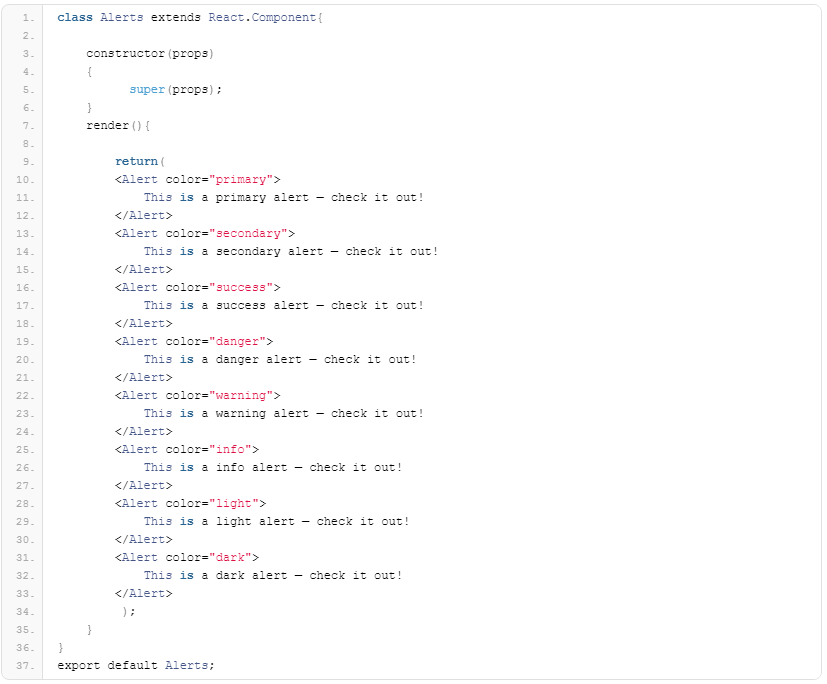 1. class Alerts extends React.Component{
2.
3.     constructor(props)
4.     {
5.           super(props);
6.     }
7.     render(){
8.
9.         return(
10.         <Alert color="primary">
11.             This is a primary alert — check it out!
12.         </Alert>
13.         <Alert color="secondary">
14.             This is a secondary alert — check it out!
15.         </Alert>
16.         <Alert color="success">
17.             This is a success alert — check it out!
18.         </Alert>
19.         <Alert color="danger">
20.             This is a danger alert — check it out!
21.         </Alert>
22.         <Alert color="warning">
23.             This is a warning alert — check it out!
24.         </Alert>
25.         <Alert color="info">
26.             This is a info alert — check it out!
27.         </Alert>
28.         <Alert color="light">
29.             This is a light alert — check it out!
30.         </Alert>
31.         <Alert color="dark">
32.             This is a dark alert — check it out!
33.         </Alert>
34.          );
35.     }
36. }
37. export default Alerts;